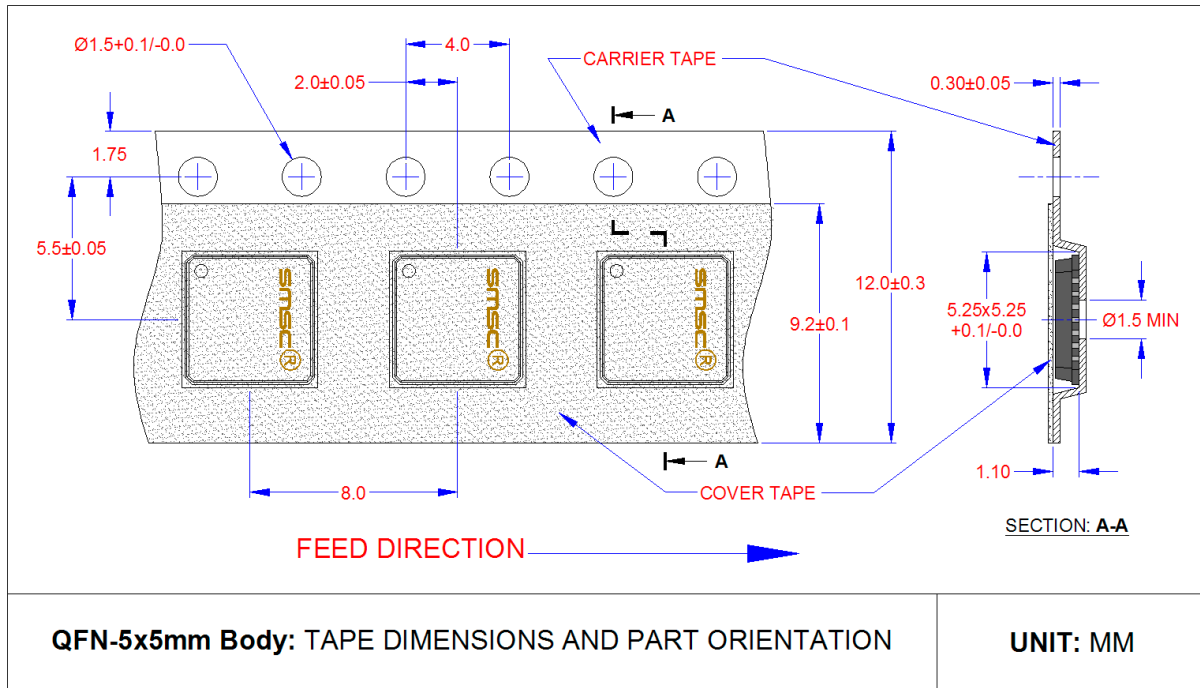 Ø1.5+0.1/-0.0
4.0
CARRIER TAPE
2.0±0.05
0.30±0.05
A
1.75
5.5±0.05
smsc®
smsc®
smsc®
12.0±0.3
9.2±0.1
5.25x5.25
+0.1/-0.0
Ø1.5 MIN
A
8.0
COVER TAPE
1.10
SECTION: A-A
FEED DIRECTION
QFN-5x5mm Body: TAPE DIMENSIONS AND PART ORIENTATION
UNIT: MM